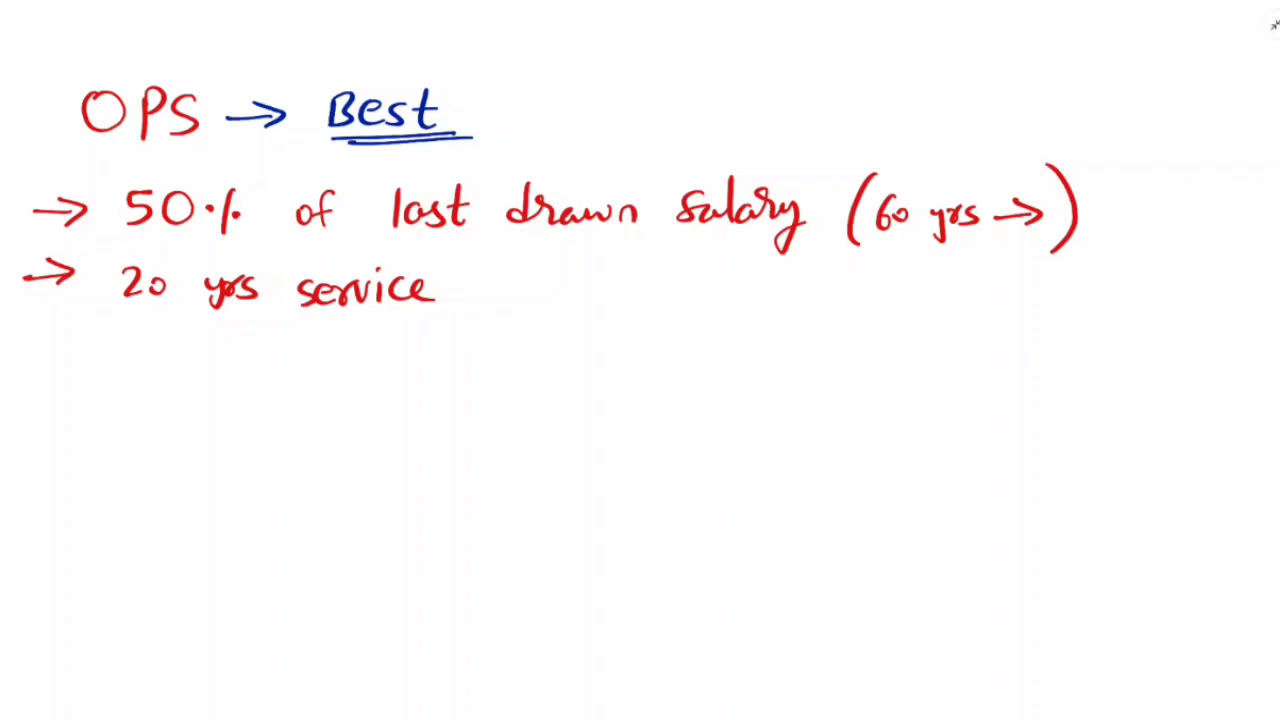 OPS → Best
→ 50% of last drawn salary (60 yrs →)
→ 20 yrs service